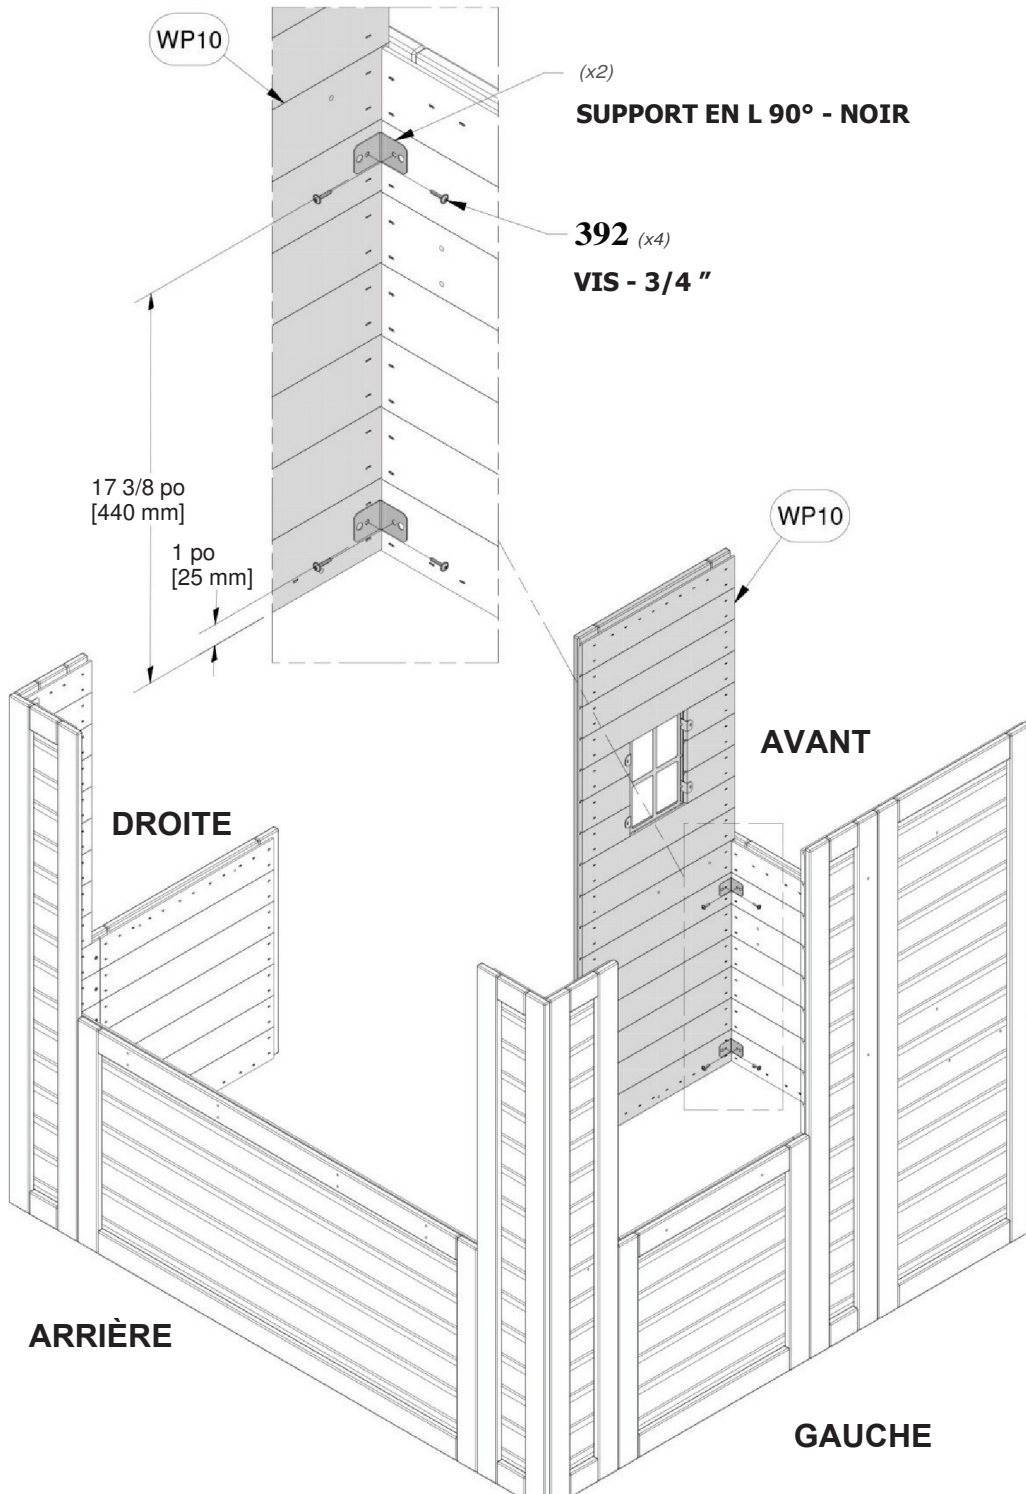 WP10
(x2)
SUPPORT EN L 90° - NOIR
392 (x4)
VIS - 3/4 ″
17 3/8 po
[440 mm]
1 po
[25 mm]
WP10
AVANT
DROITE
ARRIÈRE
GAUCHE